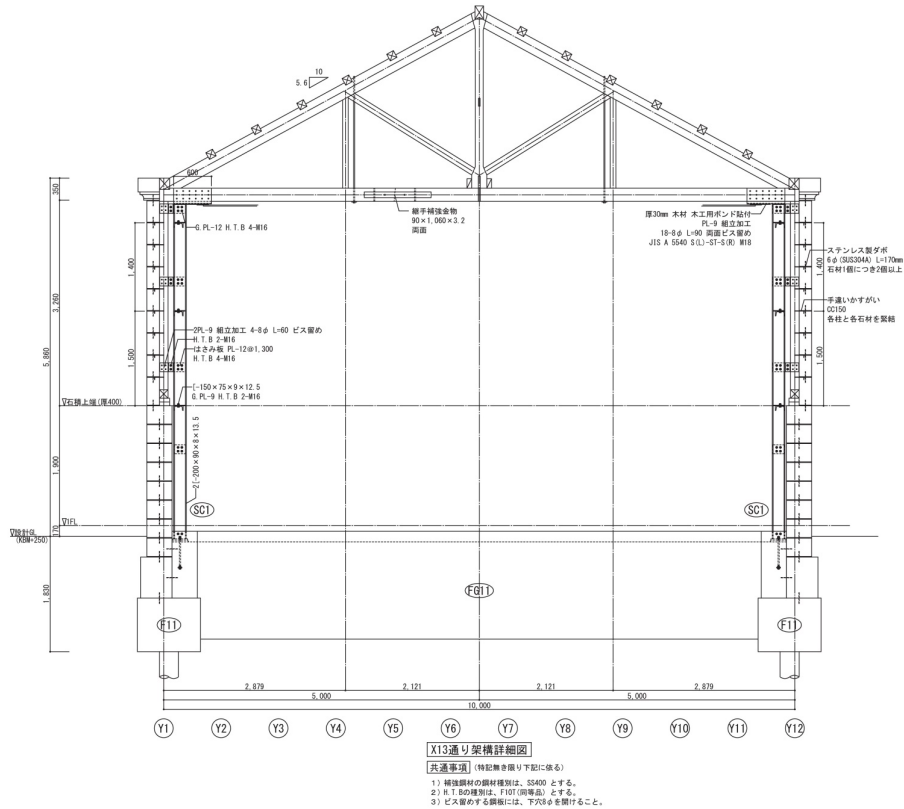 10
5.6
600
350
継手補強金物
90×1,060×3.2
両面
厚30mm 木材 木工用ボンド貼付
PL-9 組立加工
18-8φ L=90 両面ビス留め
JIS A 5540 S(L)-ST-S(R) M18
G.PL-12 H.T.B 4-M16
ステンレス製ダボ
6φ(SUS304A) L=170mm
石材1個につき2個以上
1,400
1,400
3,260
手違いかすがい
CC150
各柱と各石材を緊結
2PL-9 組立加工 4-8φ L=60 ビス留め
H.T.B 2-M16
はさみ板 PL-12@1,300
H.T.B 4-M16
5,860
1,500
1,500
[-150×75×9×12.5
G.PL-9 H.T.B 2-M16
▽石積上端(厚400)
2[-200×90×8×13.5
1,900
SC1
SC1
▽1FL
170
▽設計GL
(KBM+250)
1,830
FG11
F11
F11
2,879
2,121
2,121
2,879
5,000
5,000
10,000
Y1
Y2
Y3
Y4
Y5
Y6
Y7
Y8
Y9
Y10
Y11
Y12
X13通り架構詳細図
共通事項 (特記無き限り下記に依る)
1) 補強鋼材の鋼材種別は、SS400 とする。
2) H.T.Bの種別は、F10T(同等品) とする。
3) ビス留めする鋼板には、下穴8φを開けること。